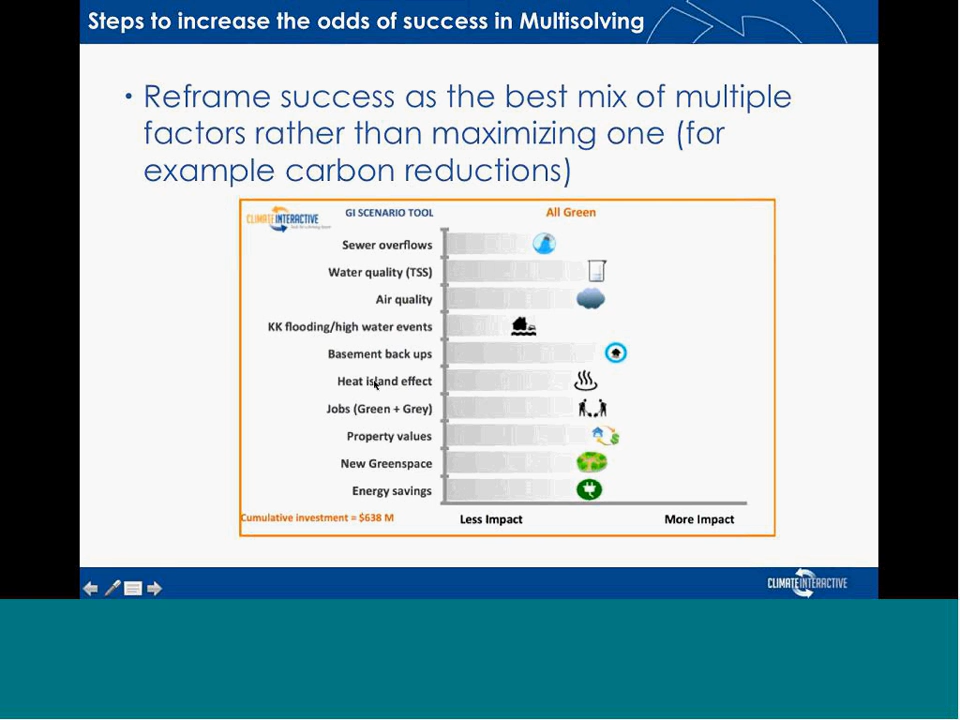 Steps to increase the odds of success in Multisolving
• Reframe success as the best mix of multiple
factors rather than maximizing one (for
example carbon reductions)
CLIMATE INTERACTIVE
GI SCENARIO TOOL
All Green
Sewer overflows
Water quality (TSS)
Air quality
KK flooding/high water events
Basement back ups
Heat island effect
Jobs (Green + Grey)
Property values
New Greenspace
Energy savings
Cumulative investment = $638 M
Less Impact
More Impact
CLIMATE INTERACTIVE